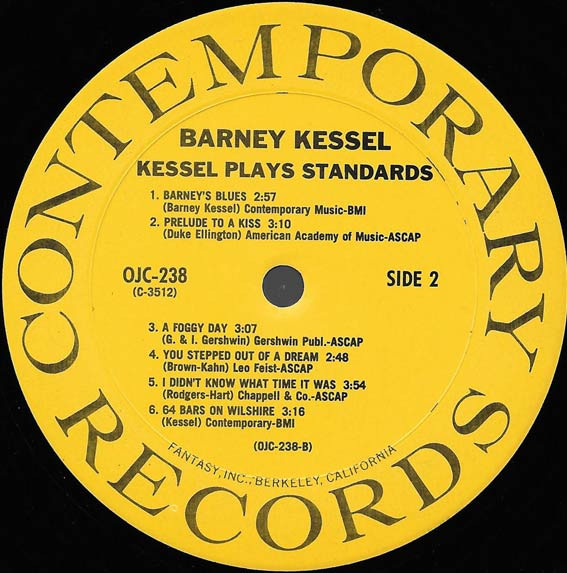 CONTEMPORARY RECORDS
BARNEY KESSEL
KESSEL PLAYS STANDARDS
1. BARNEY'S BLUES 2:57
(Barney Kessel) Contemporary Music-BMI
2. PRELUDE TO A KISS 3:10
(Duke Ellington) American Academy of Music-ASCAP
OJC-238
(C-3512)
SIDE 2
3. A FOGGY DAY 3:07
(G. & I. Gershwin) Gershwin Publ.-ASCAP
4. YOU STEPPED OUT OF A DREAM 2:48
(Brown-Kahn) Leo Feist-ASCAP
5. I DIDN'T KNOW WHAT TIME IT WAS 3:54
(Rodgers-Hart) Chappell & Co.-ASCAP
6. 64 BARS ON WILSHIRE 3:16
(Kessel) Contemporary-BMI
(OJC-238-B)
FANTASY, INC., BERKELEY, CALIFORNIA